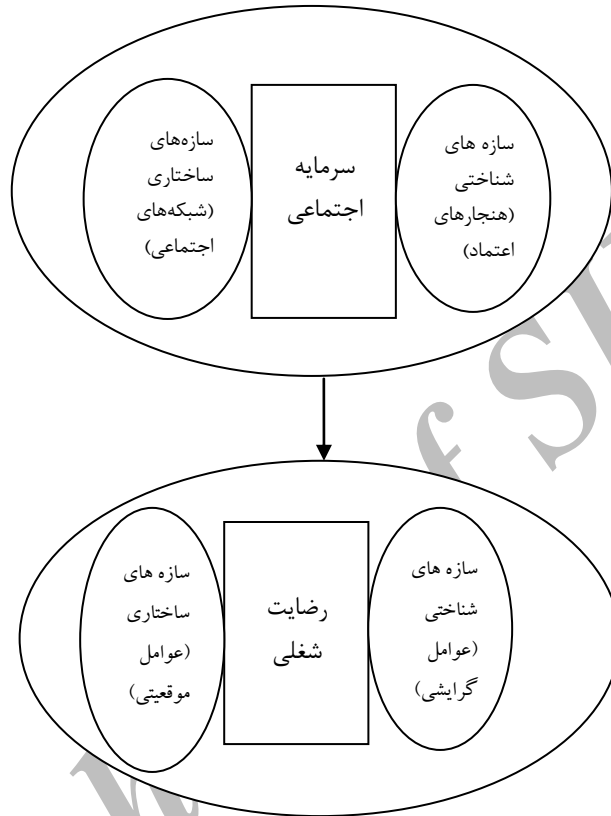 سازه های
شناختی
(هنجارهای
اعتماد)
سرمایه
اجتماعی
سازه‌های
ساختاری
(شبکه‌های
اجتماعی)
سازه های
شناختی
(عوامل
گرایشی)
رضایت
شغلی
سازه های
ساختاری
(عوامل
موقعیتی)
of